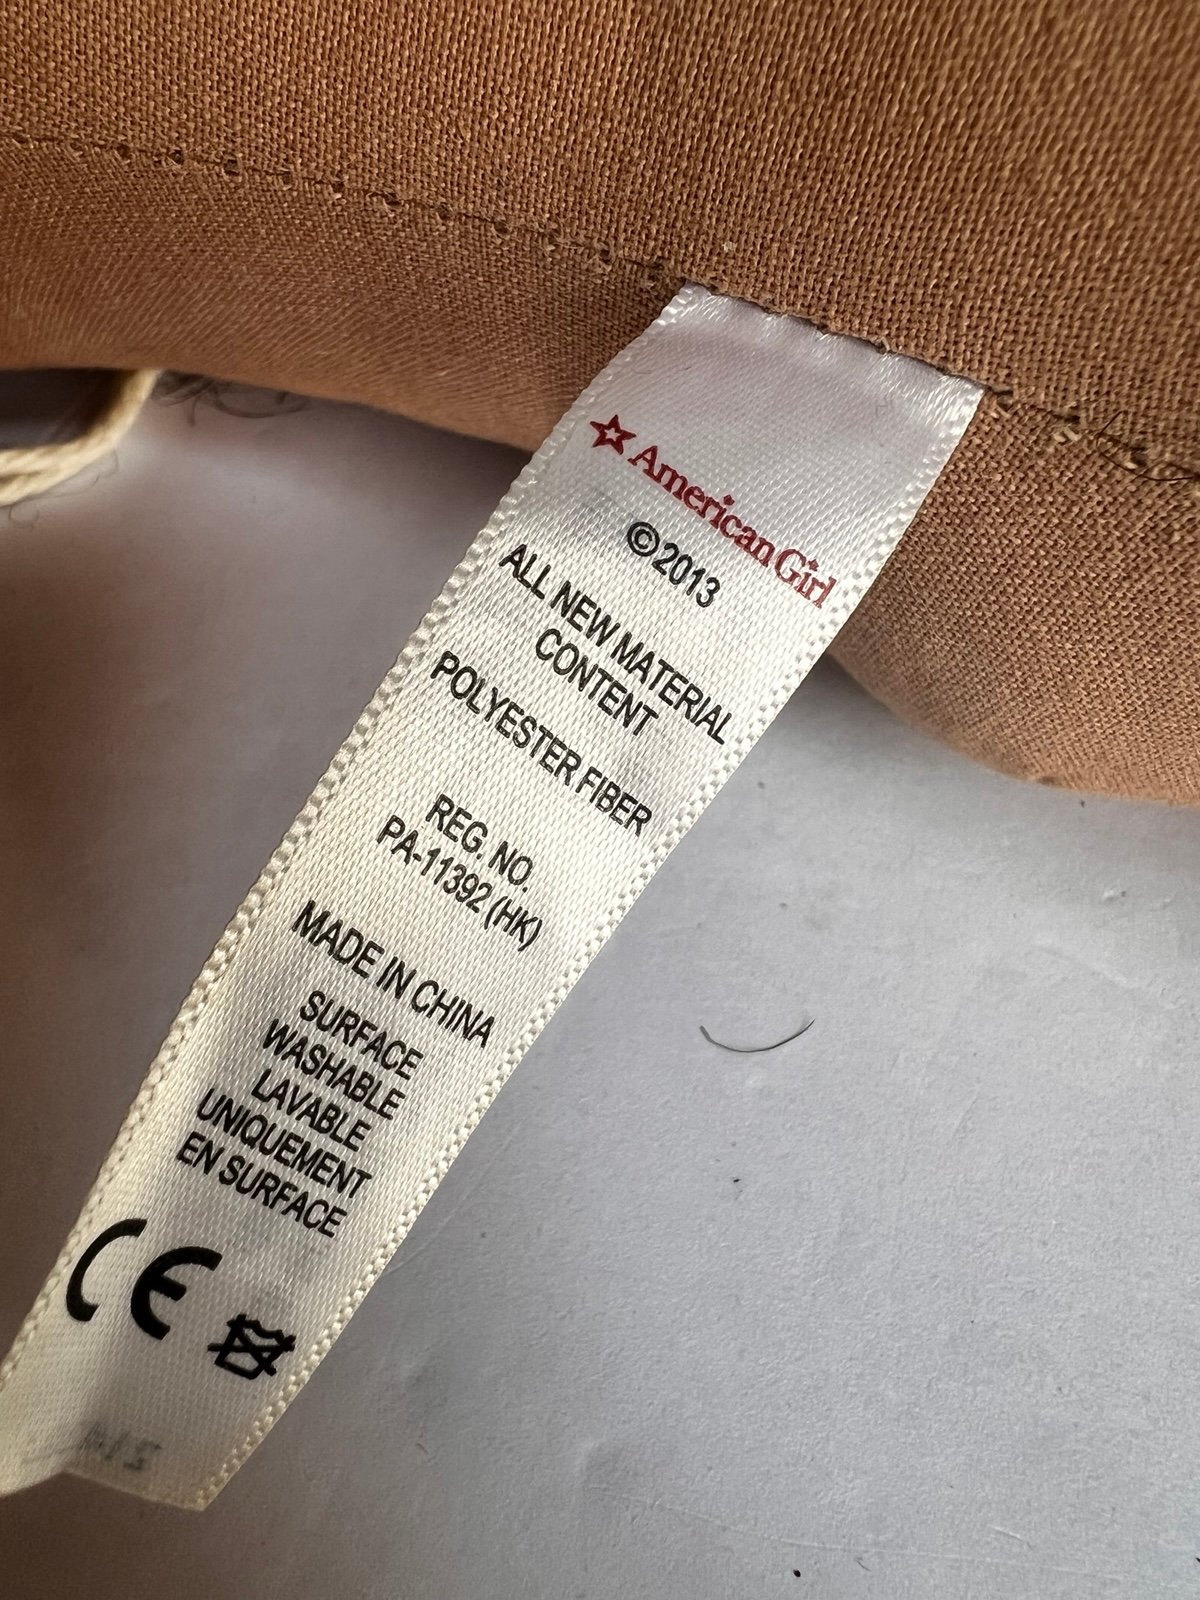 American Girl
©2013
ALL NEW MATERIAL
CONTENT
POLYESTER FIBER
REG. NO.
PA-11392 (HK)
MADE IN CHINA
SURFACE
WASHABLE
LAVABLE
UNIQUEMENT
EN SURFACE
CE